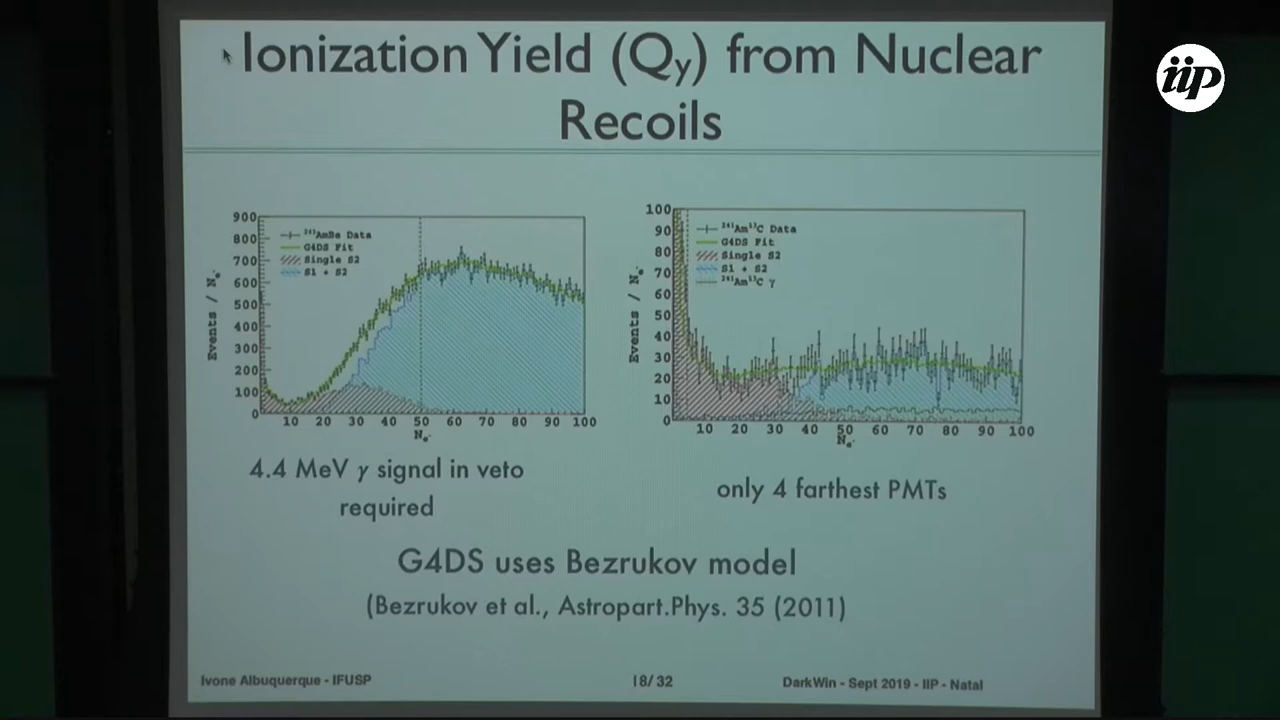 Ionization Yield (Qy) from Nuclear
Recoils
iip
900
800
700
600
500
400
300
200
100
0
Events / Ne-
241AmBe Data
G4DS Fit
Single S2
S1 + S2
10 20 30 40 50 60 70 80 90 100
Ne-
100
90
80
70
60
50
40
30
20
10
0
Events / Ne-
241Am13C Data
G4DS Fit
Single S2
S1 + S2
241Am13C γ
10 20 30 40 50 60 70 80 90 100
Ne-
4.4 MeV γ signal in veto
required
only 4 farthest PMTs
G4DS uses Bezrukov model
(Bezrukov et al., Astropart.Phys. 35 (2011)
Ivone Albuquerque - IFUSP
18/32
DarkWin - Sept 2019 - IIP - Natal